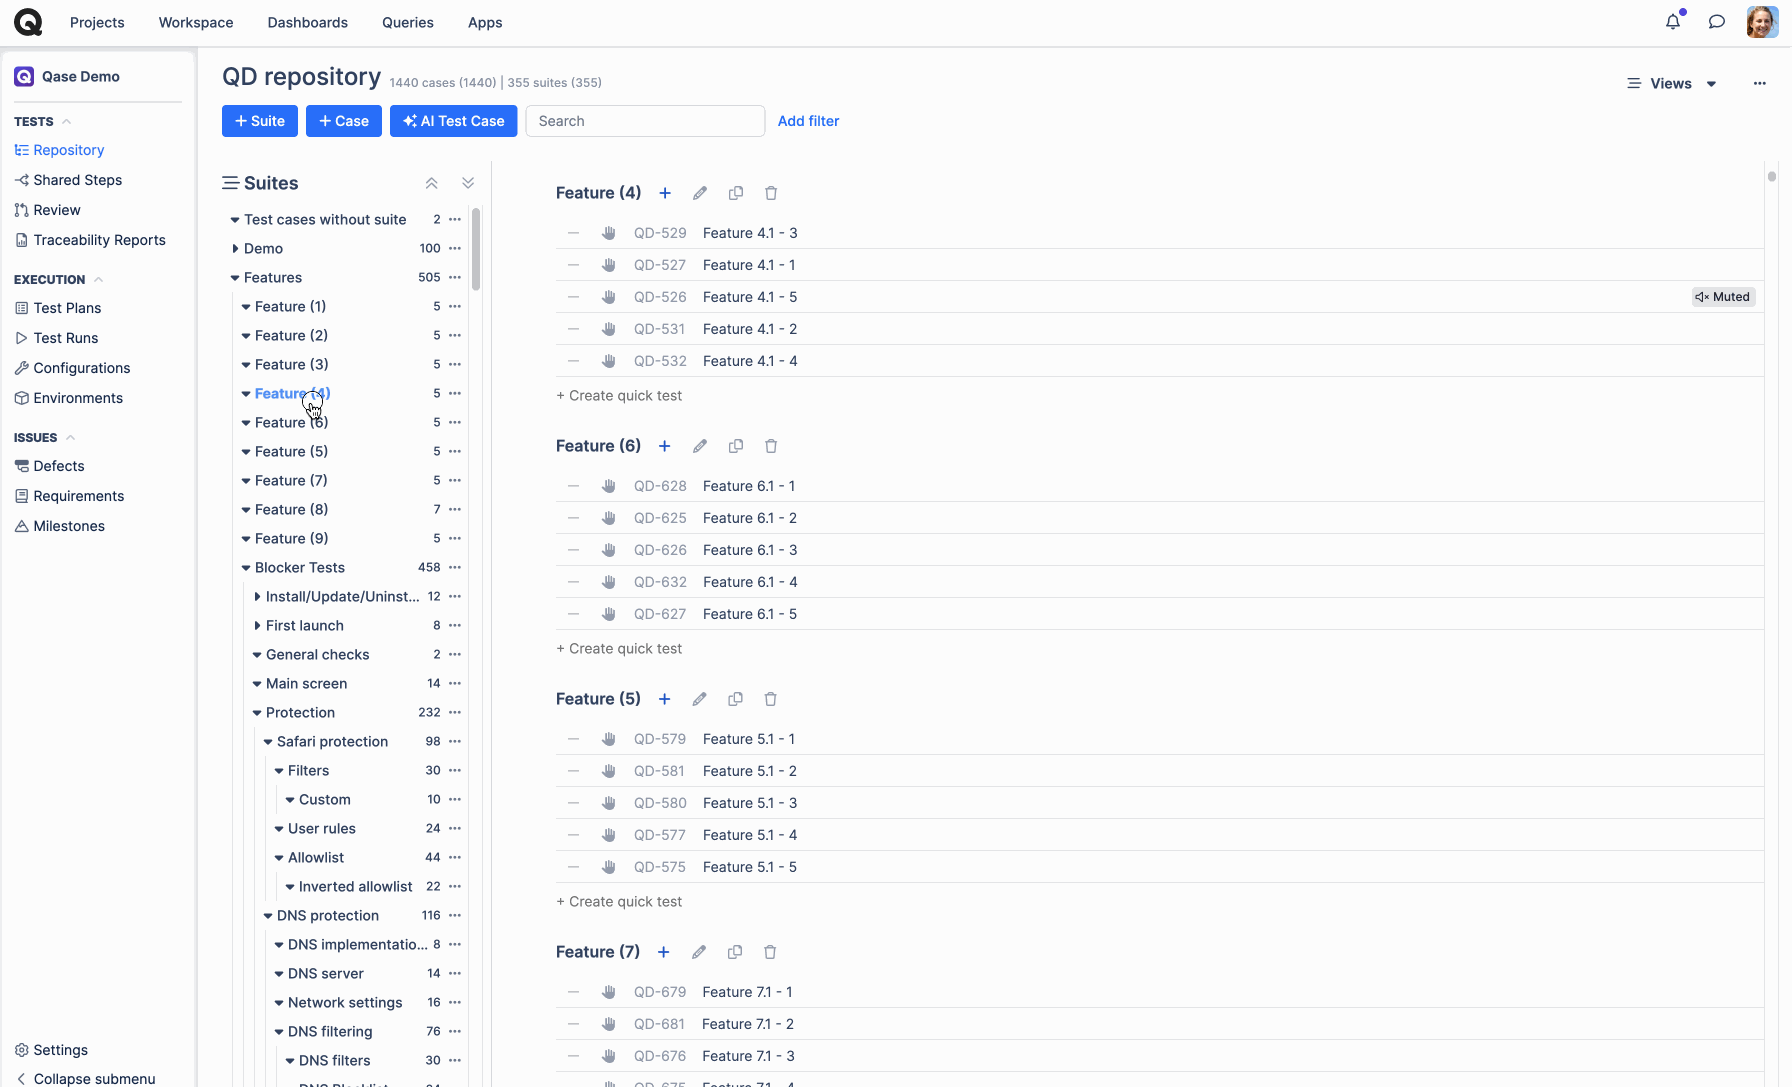 Projects Workspace Dashboards Queries Apps
Qase Demo
TESTS
Repository
Shared Steps
Review
Traceability Reports
EXECUTION
Test Plans
Test Runs
Configurations
Environments
ISSUES
Defects
Requirements
Milestones
Settings
Collapse submenu
QD repository 1440 cases (1440) | 355 suites (355)
Views
+ Suite
+ Case
AI Test Case
Search
Add filter
Suites
Test cases without suite 2
Demo 100
Features 505
Feature (1) 5
Feature (2) 5
Feature (3) 5
Feature (4) 5
Feature (6) 5
Feature (5) 5
Feature (7) 5
Feature (8) 7
Feature (9) 5
Blocker Tests 458
Install/Update/Uninst... 12
First launch 8
General checks 2
Main screen 14
Protection 232
Safari protection 98
Filters 30
Custom 10
User rules 24
Allowlist 44
Inverted allowlist 22
DNS protection 116
DNS implementatio... 8
DNS server 14
Network settings 16
DNS filtering 76
DNS filters 30
Feature (4)
QD-529 Feature 4.1 - 3
QD-527 Feature 4.1 - 1
QD-526 Feature 4.1 - 5 Muted
QD-531 Feature 4.1 - 2
QD-532 Feature 4.1 - 4
+ Create quick test
Feature (6)
QD-628 Feature 6.1 - 1
QD-625 Feature 6.1 - 2
QD-626 Feature 6.1 - 3
QD-632 Feature 6.1 - 4
QD-627 Feature 6.1 - 5
+ Create quick test
Feature (5)
QD-579 Feature 5.1 - 1
QD-581 Feature 5.1 - 2
QD-580 Feature 5.1 - 3
QD-577 Feature 5.1 - 4
QD-575 Feature 5.1 - 5
+ Create quick test
Feature (7)
QD-679 Feature 7.1 - 1
QD-681 Feature 7.1 - 2
QD-676 Feature 7.1 - 3